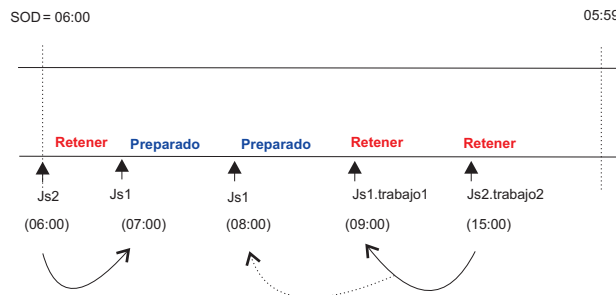 SOD = 06:00 05:59
Retener Preparado Preparado Retener Retener
Js2 Js1 Js1 Js1.trabajo1 Js2.trabajo2
(06:00) (07:00) (08:00) (09:00) (15:00)